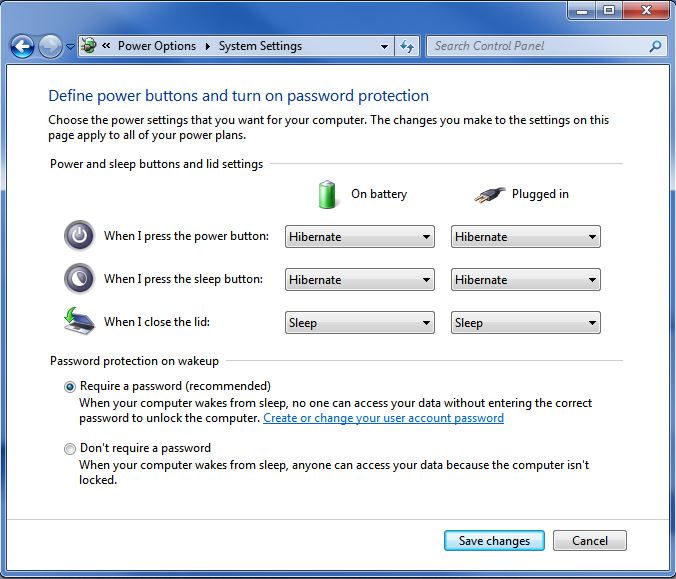 « Power Options ▸ System Settings
Search Control Panel
Define power buttons and turn on password protection
Choose the power settings that you want for your computer. The changes you make to the settings on this
page apply to all of your power plans.
Power and sleep buttons and lid settings
On battery Plugged in
When I press the power button: Hibernate Hibernate
When I press the sleep button: Hibernate Hibernate
When I close the lid: Sleep Sleep
Password protection on wakeup
Require a password (recommended)
When your computer wakes from sleep, no one can access your data without entering the correct
password to unlock the computer. Create or change your user account password
Don't require a password
When your computer wakes from sleep, anyone can access your data because the computer isn't
locked.
Save changes Cancel